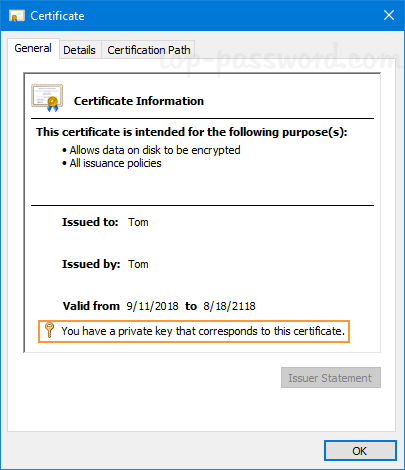 Certificate
General
Details
Certification Path
top-password.com
Certificate Information
This certificate is intended for the following purpose(s):
• Allows data on disk to be encrypted
• All issuance policies
Issued to: Tom
Issued by: Tom
Valid from 9/11/2018 to 8/18/2118
You have a private key that corresponds to this certificate.
Issuer Statement
OK